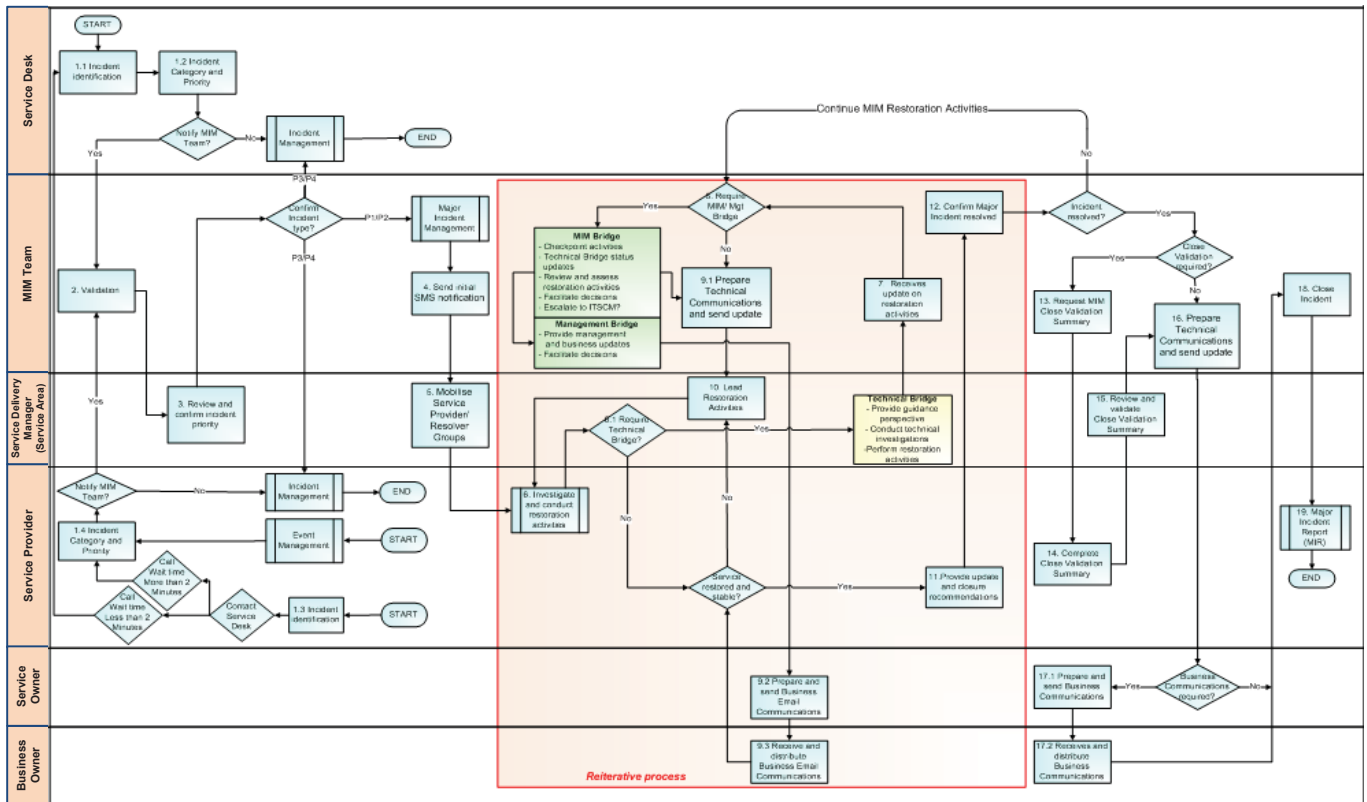 Service Desk
START
1.1 Incident
identification
1.2 Incident
Category and
Priority
Notify MIM
Team?
No
Yes
Incident
Management
END
Continue MIM Restoration Activities
No
MIM Team
P3/P4
Confirm
Incident
type?
P1/P2
P3/P4
Major
Incident
Management
2. Validation
4. Send initial
SMS notification
Require
MIM/ Mgt
Bridge
Yes
No
MIM Bridge
- Checkpoint activities
- Technical Bridge status
updates
- Review and assess
restoration activities
- Facilitate decisions
- Escalate to ITSCM?
Management Bridge
- Provide management
and business updates
- Facilitate decisions
9.1 Prepare
Technical
Communications
and send update
7. Receives
update on
restoration
activities
12. Confirm Major
Incident resolved
Incident
resolved?
Yes
Close
Validation
required?
Yes
No
13. Request MIM
Close Validation
Summary
16. Prepare
Technical
Communications
and send update
18. Close
Incident
Service Delivery
Manager
(Service Area)
Yes
3. Review and
confirm incident
priority
5. Mobilise
Service
Provider/
Resolver
Groups
10. Lead
Restoration
Activities
Require
Technical
Bridge?
Yes
Technical Bridge
- Provide guidance
perspective
- Conduct technical
investigations
-Perform restoration
activities
15. Review and
validate
Close Validation
Summary
Service Provider
Notify MIM
Team?
No
Incident
Management
END
1.4 Incident
Category and
Priority
Event
Management
START
Call
Wait time
More than 2
Minutes
Call
Wait time
Less than 2
Minutes
Contact
Service
Desk
1.3 Incident
identification
START
6. Investigate
and conduct
restoration
activities
No
No
Service
restored and
stable?
Yes
11.Provide update
and closure
recommendations
14. Complete
Close Validation
Summary
19. Major
Incident
Report
(MIR)
END
Service
Owner
9.2 Prepare and
send Business
Email
Communications
17.1 Prepare and
send Business
Communications
Yes
Business
Communications
required?
No
Business
Owner
Reiterative process
9.3 Receive and
distribute
Business Email
Communications
17.2 Receives and
distribute
Business
Communications